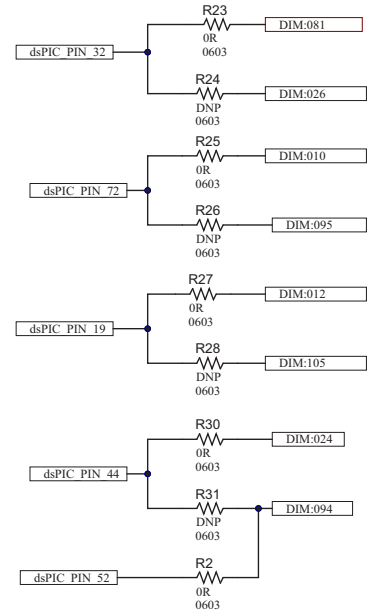 R23
DIM:081
0R
0603
dsPIC_PIN_32
R24
DIM:026
DNP
0603
R25
DIM:010
0R
0603
dsPIC_PIN_72
R26
DIM:095
DNP
0603
R27
DIM:012
0R
0603
dsPIC_PIN_19
R28
DIM:105
DNP
0603
R30
DIM:024
0R
0603
dsPIC_PIN_44
R31
DIM:094
DNP
0603
R2
dsPIC_PIN_52
0R
0603